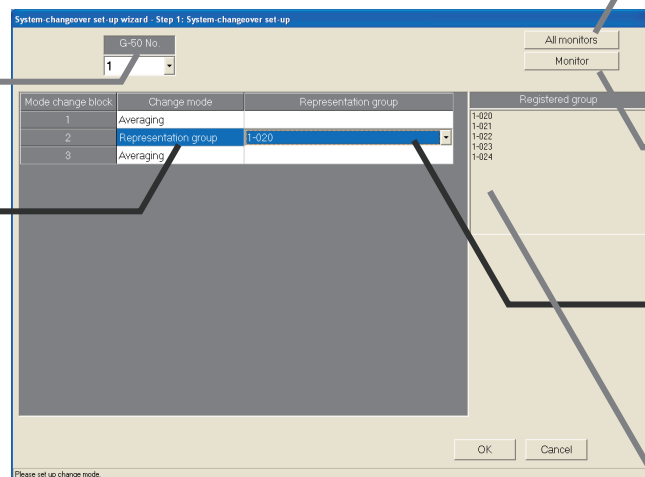 System-changeover set-up wizard - Step 1: System-changeover set-up
G-50 No.
1
All monitors
Monitor
Mode change block Change mode Representation group
1 Averaging
2 Representation group 1-020
3 Averaging
Registered group
1-020
1-021
1-022
1-023
1-024
OK Cancel
Please set up change mode.